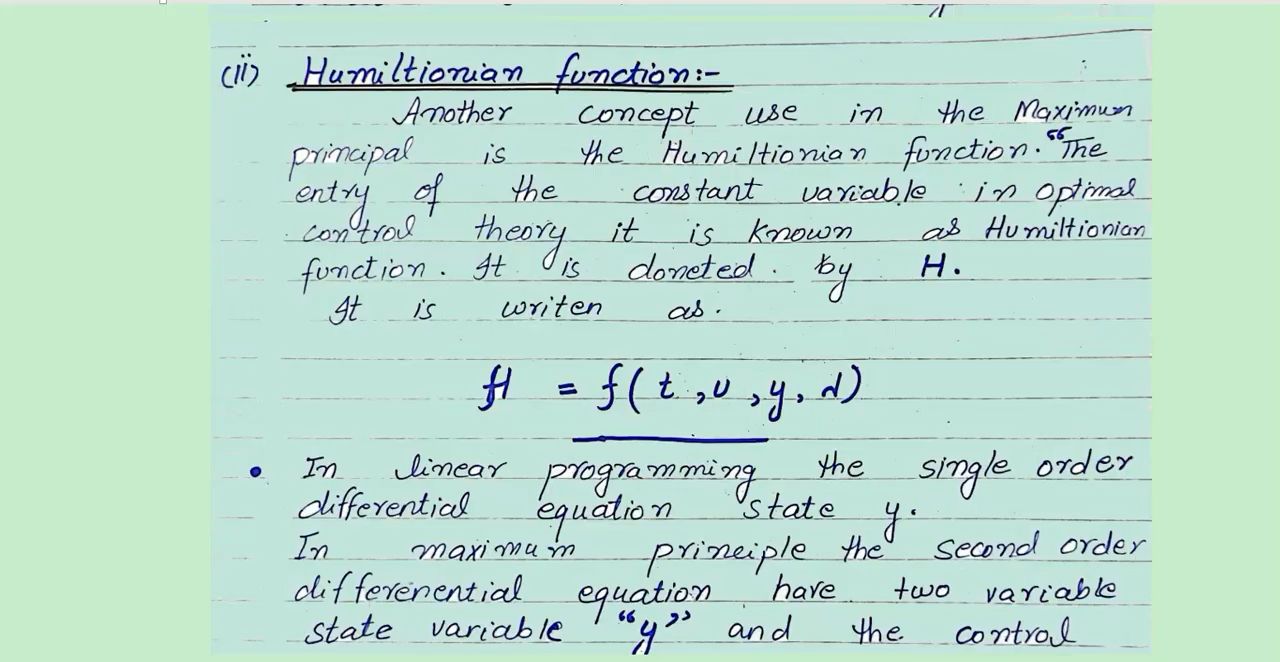 (ii) Humiltionian function:-
Another concept use in the Maximum
principal is the Humiltionian function. "The
entry of the constant variable in optimal
control theory it is known as Humiltionian
function. It is doneted. by H.
It is writen as.
H = f(t, u, y, λ)
• In linear programming the single order
differential equation state y.
In maximum principle the second order
differenential equation have two variable
state variable "y" and the control